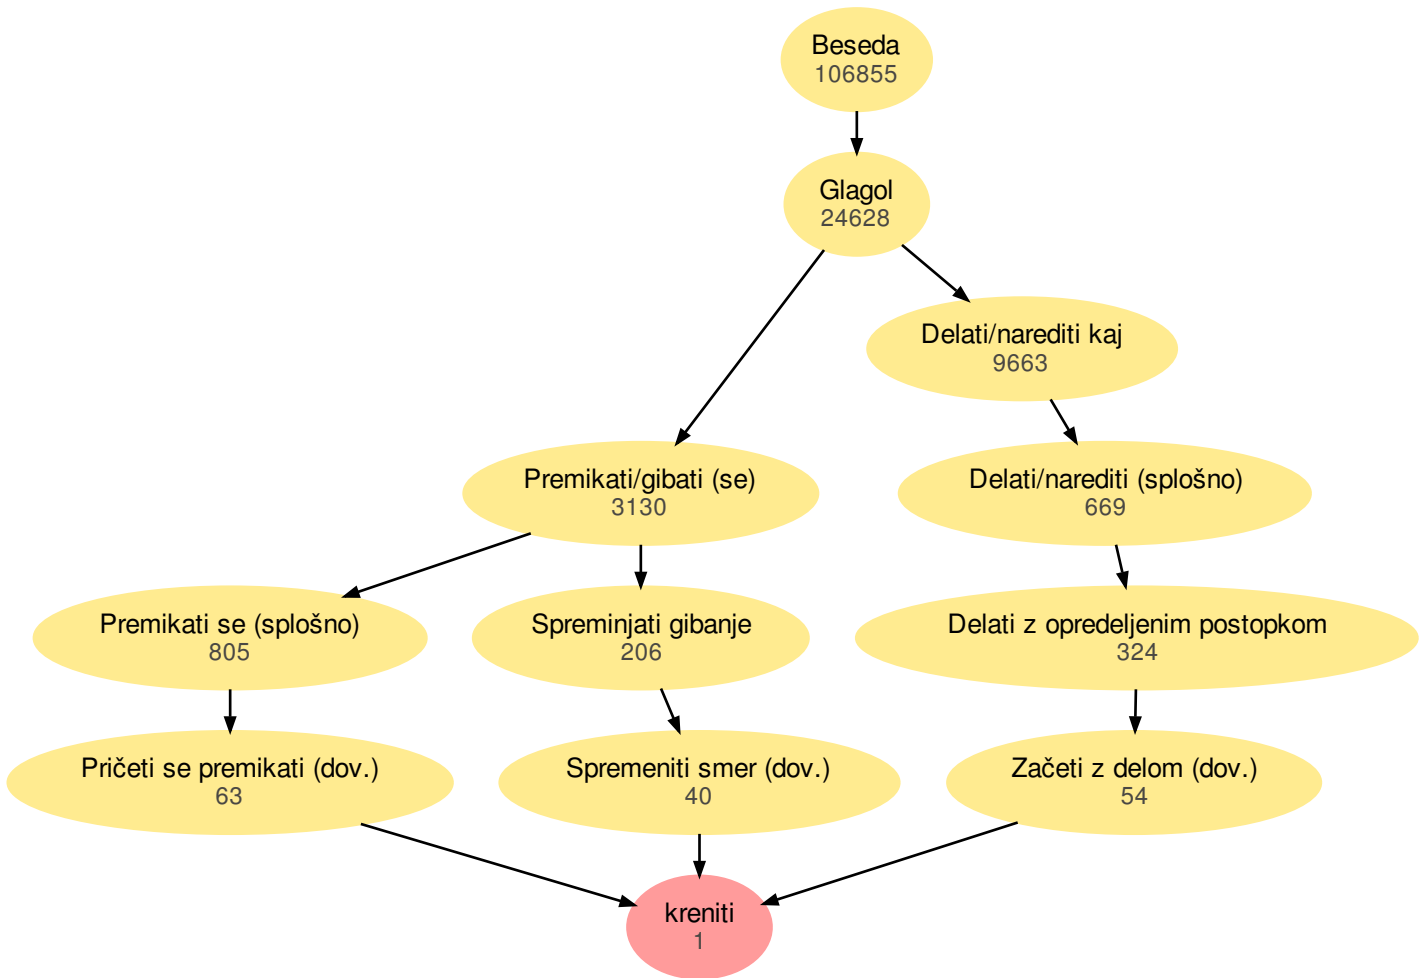 Beseda
106855
Glagol
24628
Delati/narediti kaj
9663
Premikati/gibati (se)
3130
Delati/narediti (splošno)
669
Premikati se (splošno)
805
Spreminjati gibanje
206
Delati z opredeljenim postopkom
324
Pričeti se premikati (dov.)
63
Spremeniti smer (dov.)
40
Začeti z delom (dov.)
54
kreniti
1